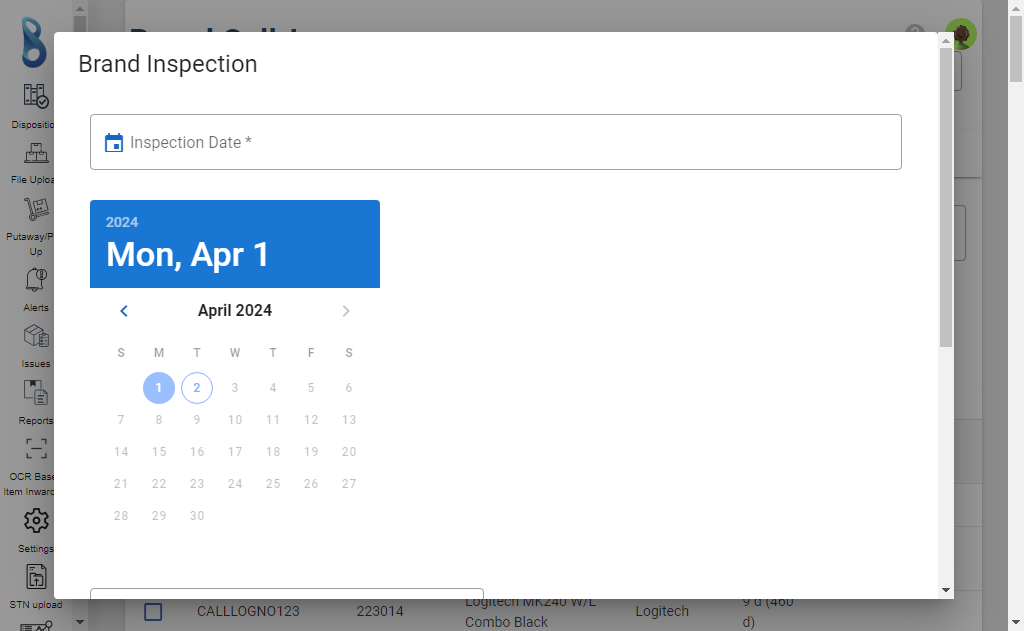 Brand Inspection
Inspection Date *
2024
Mon, Apr 1
April 2024
S M T W T F S
1 2 3 4 5 6
7 8 9 10 11 12 13
14 15 16 17 18 19 20
21 22 23 24 25 26 27
28 29 30
File Uploa
Putaway/P
Up
Alerts
Issues
Reports
OCR Base
Item Inward
Settings
STN upload
Dispositio
CALLLOGNO123 223014 Logitech MK240 W/L Logitech 9 d (460
Combo Black d)